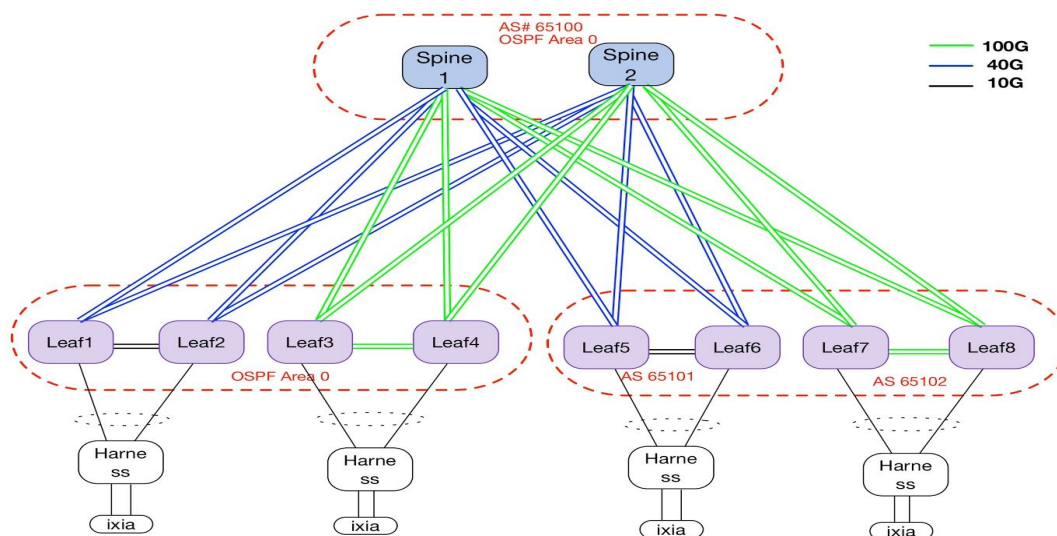 AS# 65100
OSPF Area 0
Spine
1
Spine
2
100G
40G
10G
Leaf1
Leaf2
Leaf3
Leaf4
Leaf5
Leaf6
Leaf7
Leaf8
OSPF Area 0
AS 65101
AS 65102
Harne
ss
Harne
ss
Harne
ss
Harne
ss
ixia
ixia
ixia
ixia